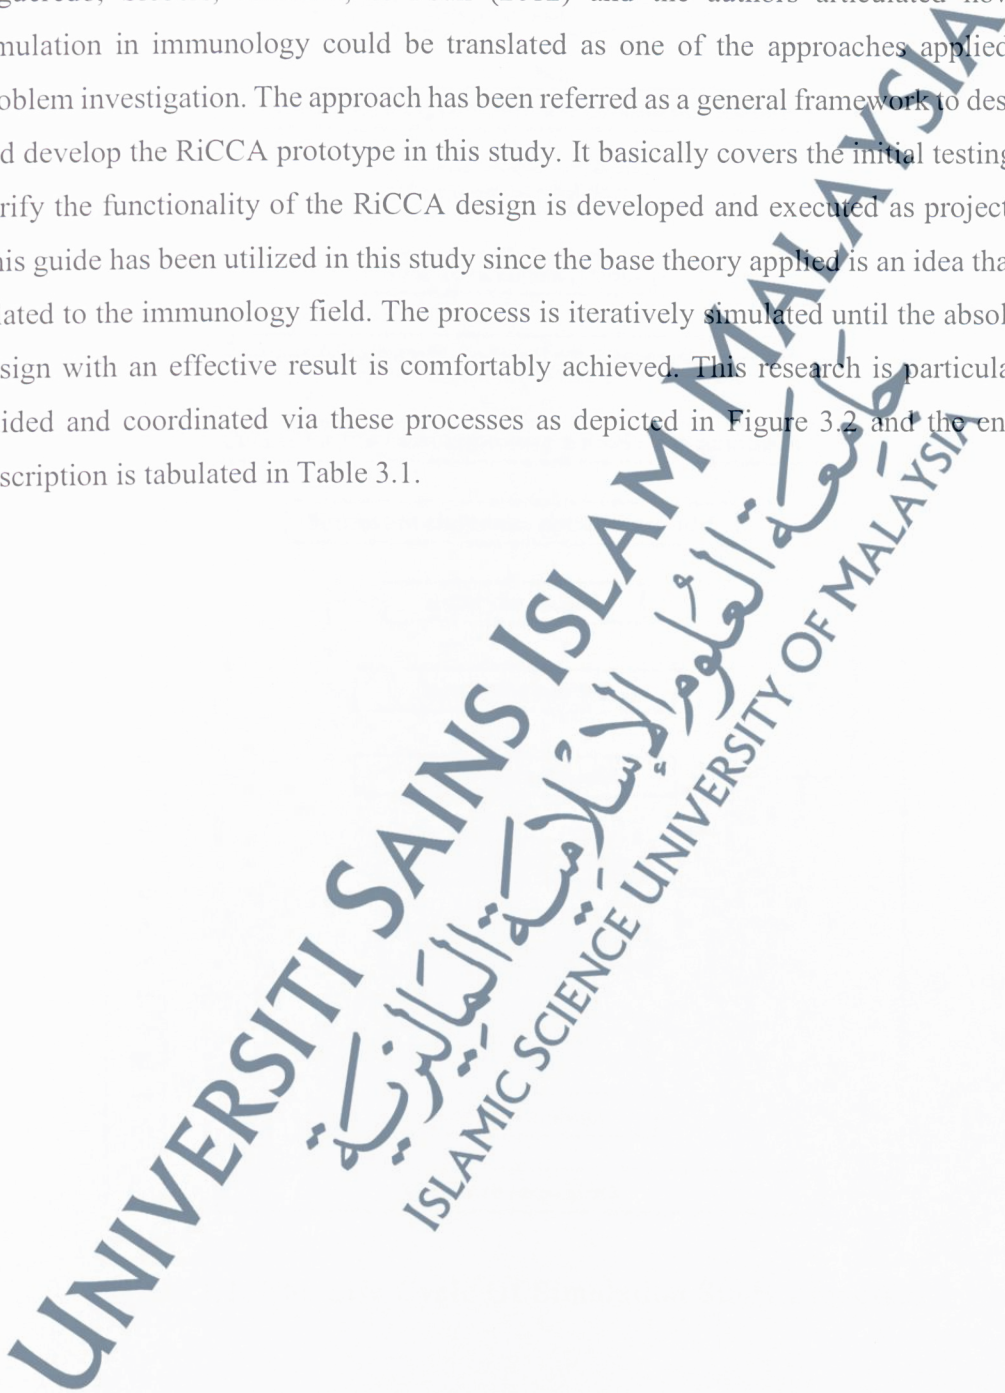 mulation in immunology could be translated as one of the approaches applied
oblem investigation. The approach has been referred as a general framework to des
d develop the RiCCA prototype in this study. It basically covers the initial testing
rify the functionality of the RiCCA design is developed and executed as project
his guide has been utilized in this study since the base theory applied is an idea tha
lated to the immunology field. The process is iteratively simulated until the absol
sign with an effective result is comfortably achieved. This research is particula
ided and coordinated via these processes as depicted in Figure 3.2 and the en
scription is tabulated in Table 3.1.
UNIVERSITI SAINS ISLAM MALAYSIA
جامعة العلوم الإسلامية الماليزية
ISLAMIC SCIENCE UNIVERSITY OF MALAYSIA